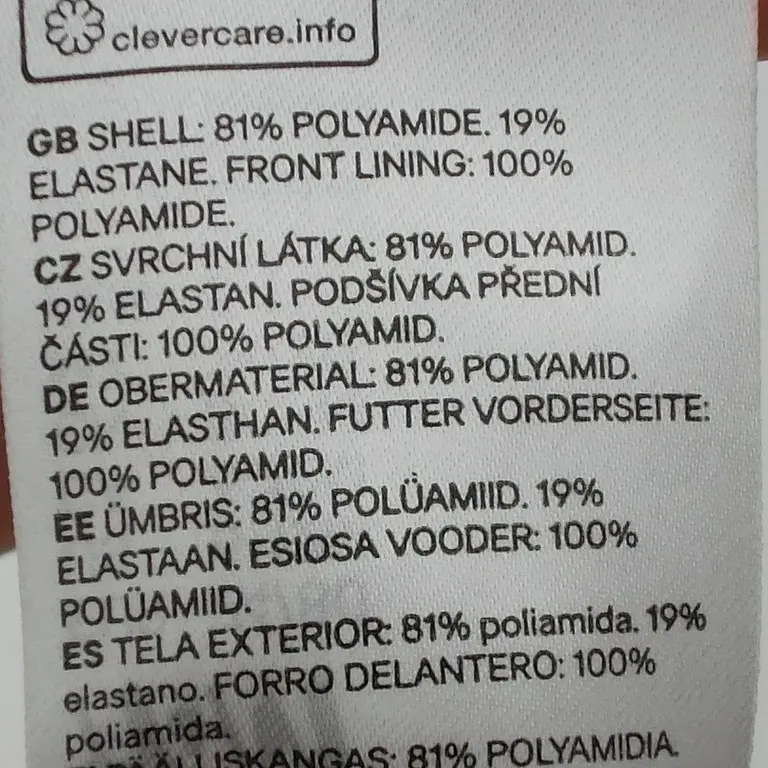 clevercare.info
GB SHELL: 81% POLYAMIDE. 19%
ELASTANE. FRONT LINING: 100%
POLYAMIDE.
CZ SVRCHNÍ LÁTKA: 81% POLYAMID.
19% ELASTAN. PODŠÍVKA PŘEDNÍ
ČÁSTI: 100% POLYAMID.
DE OBERMATERIAL: 81% POLYAMID.
19% ELASTHAN. FUTTER VORDERSEITE:
100% POLYAMID.
EE ÜMBRIS: 81% POLÜAMIID. 19%
ELASTAAN. ESIOSA VOODER: 100%
POLÜAMIID.
ES TELA EXTERIOR: 81% poliamida. 19%
elastano. FORRO DELANTERO: 100%
poliamida.
81% POLYAMIDIA.